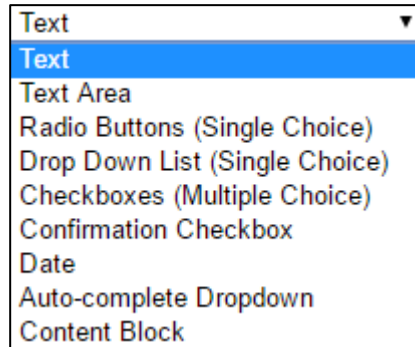 Text
Text
Text Area
Radio Buttons (Single Choice)
Drop Down List (Single Choice)
Checkboxes (Multiple Choice)
Confirmation Checkbox
Date
Auto-complete Dropdown
Content Block